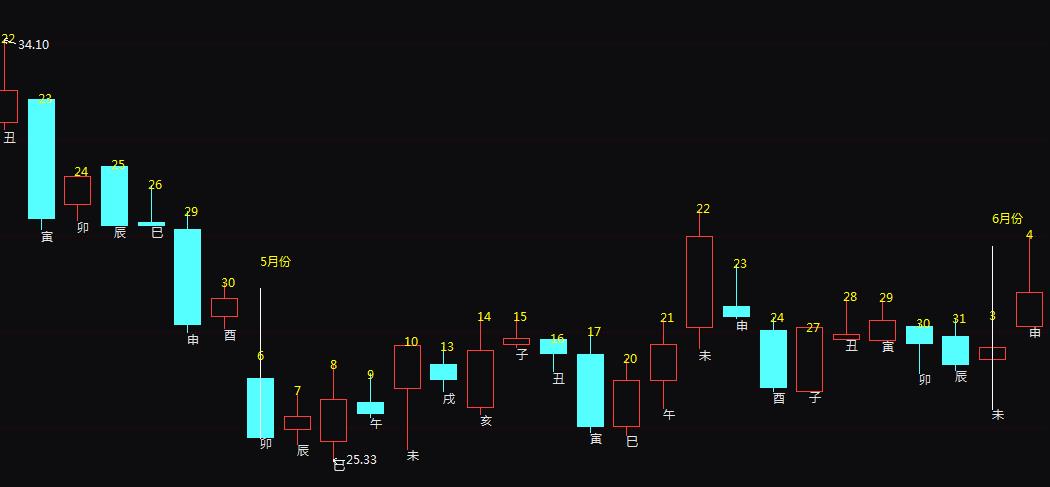 22
34.10
丑
23
寅
24
卯
25
辰
26
巳
29
申
30
酉
5月份
6
卯
7
辰
8
巳
25.33
9
午
10
未
13
戌
14
亥
15
子
16
丑
17
寅
20
巳
21
午
22
未
23
申
24
酉
27
子
28
丑
29
寅
30
卯
31
辰
6月份
3
未
4
申